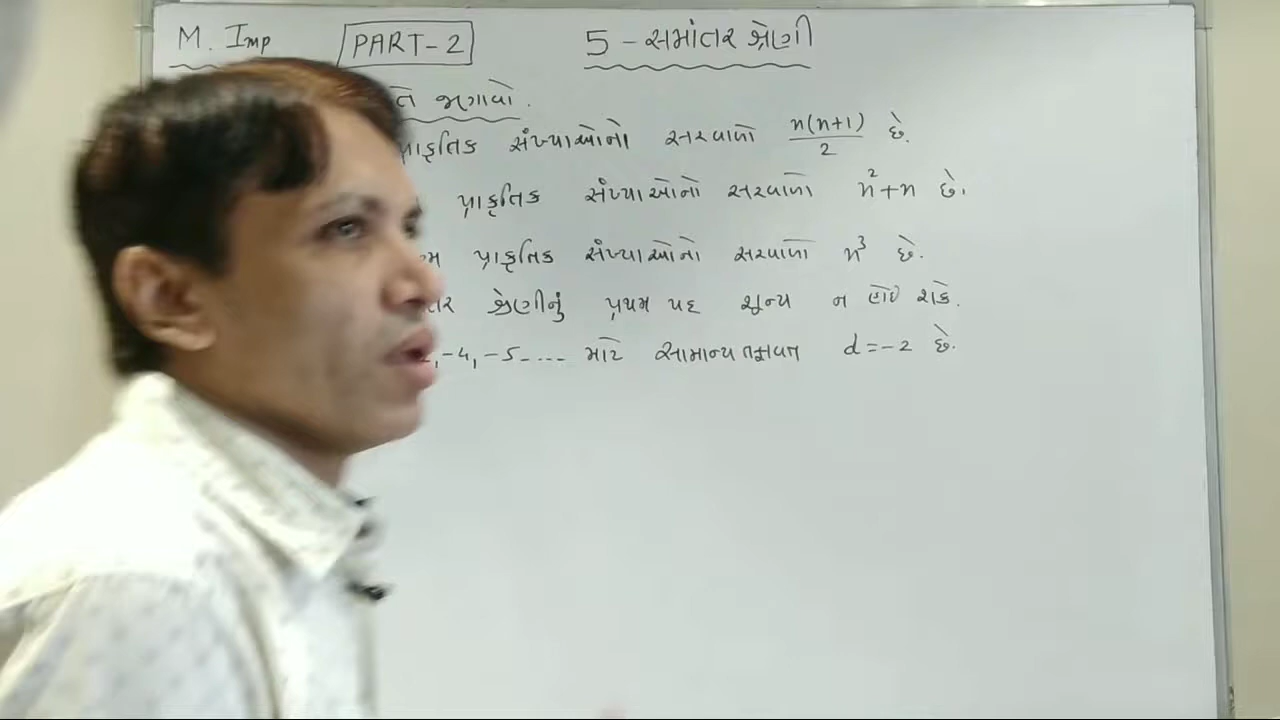 M. Imp PART-2 5 - સમાંતર શ્રેણી
જણાવો.
પ્રાકૃતિક સંખ્યાઓનો સરવાળો n(n+1)/2 છે.
પ્રાકૃતિક સંખ્યાઓનો સરવાળો n²+n છે.
પ્રાકૃતિક સંખ્યાઓનો સરવાળો n³ છે.
શ્રેણીનું પ્રથમ પદ શૂન્ય ન હોઈ શકે.
-4, -5.... માટે સામાન્ય તફાવત d=-2 છે.